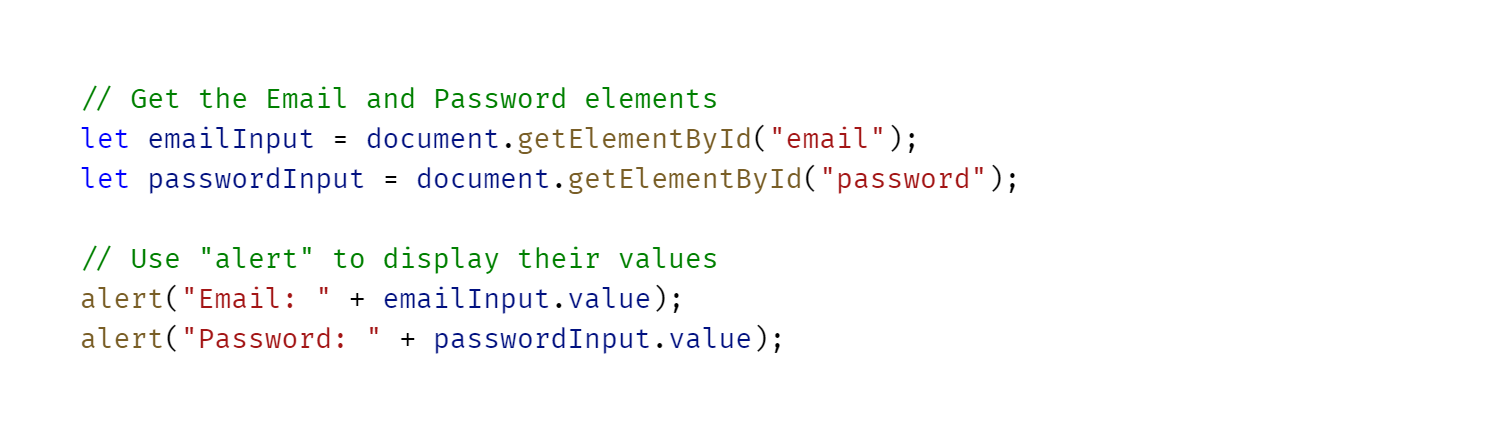 // Get the Email and Password elements
let emailInput = document.getElementById("email");
let passwordInput = document.getElementById("password");
// Use "alert" to display their values
alert("Email: " + emailInput.value);
alert("Password: " + passwordInput.value);